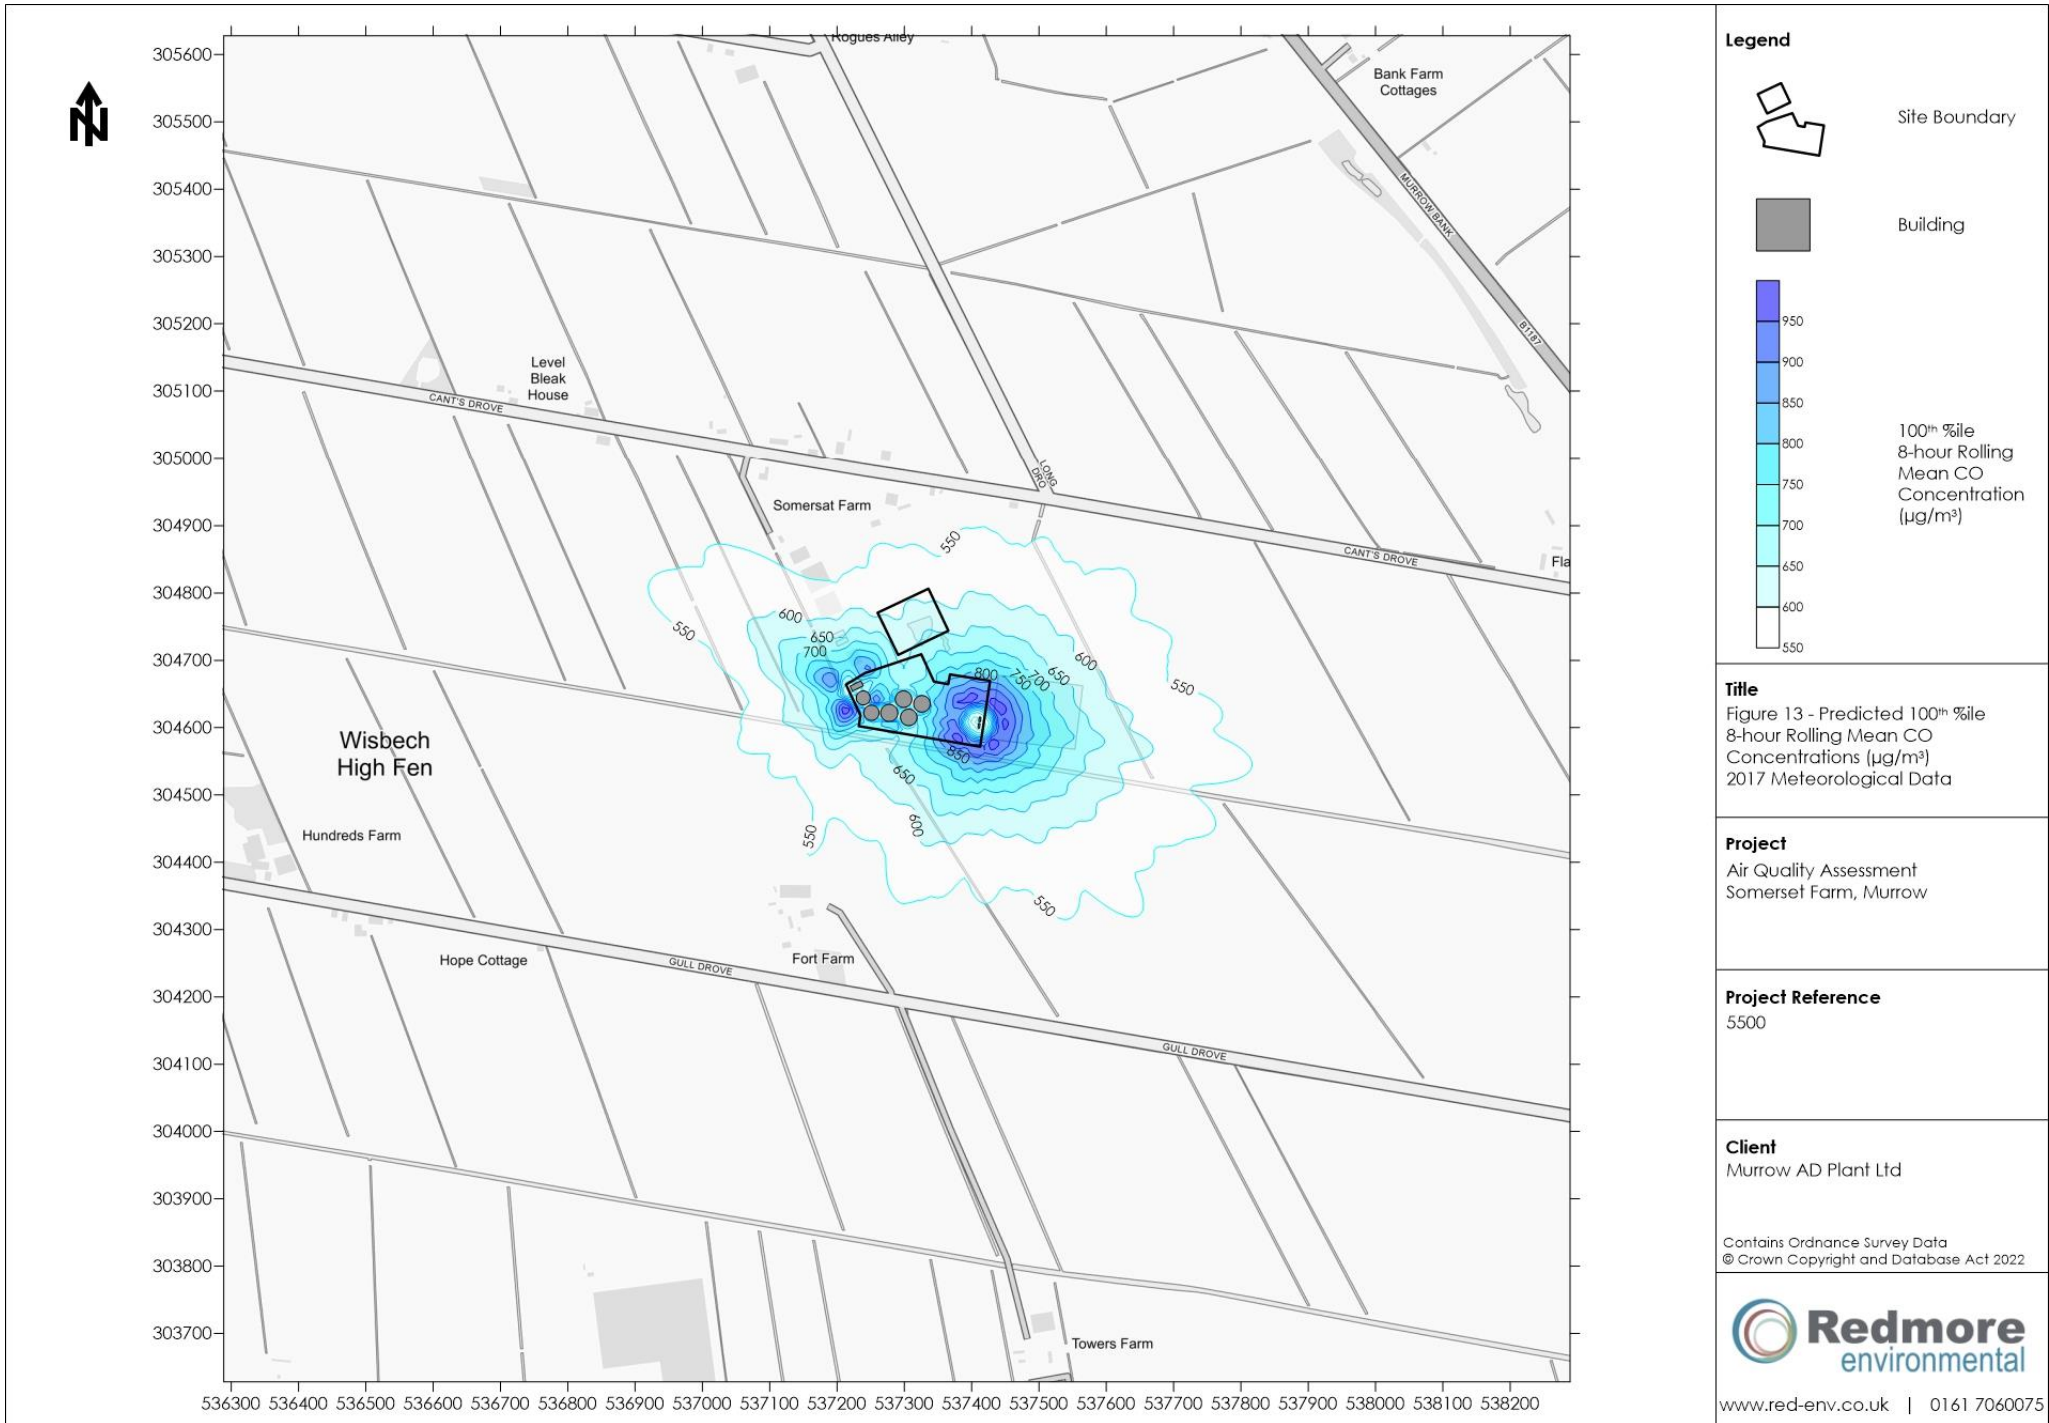 305600
305500
305400
305300
305200
305100
305000
304900
304800
304700
304600
304500
304400
304300
304200
304100
304000
303900
303800
303700
536300 536400 536500 536600 536700 536800 536900 537000 537100 537200 537300 537400 537500 537600 537700 537800 537900 538000 538100 538200
N
Rogues Alley
Bank Farm
Cottages
MURROW BANK
B1187
Level
Bleak
House
CANT'S DROVE
LONG
DRO
Somersat Farm
CANT'S DROVE
Fla
550
600
550
650
700
800
750
700
650
600
550
850
650
600
550
550
Wisbech
High Fen
Hundreds Farm
Hope Cottage
GULL DROVE
Fort Farm
GULL DROVE
Towers Farm
Legend
Site Boundary
Building
950
900
850
800
750
700
650
600
550
100th %ile
8-hour Rolling
Mean CO
Concentration
(µg/m³)
Title
Figure 13 - Predicted 100th %ile
8-hour Rolling Mean CO
Concentrations (µg/m³)
2017 Meteorological Data
Project
Air Quality Assessment
Somerset Farm, Murrow
Project Reference
5500
Client
Murrow AD Plant Ltd
Contains Ordnance Survey Data
© Crown Copyright and Database Act 2022
Redmore
environmental
www.red-env.co.uk | 0161 7060075